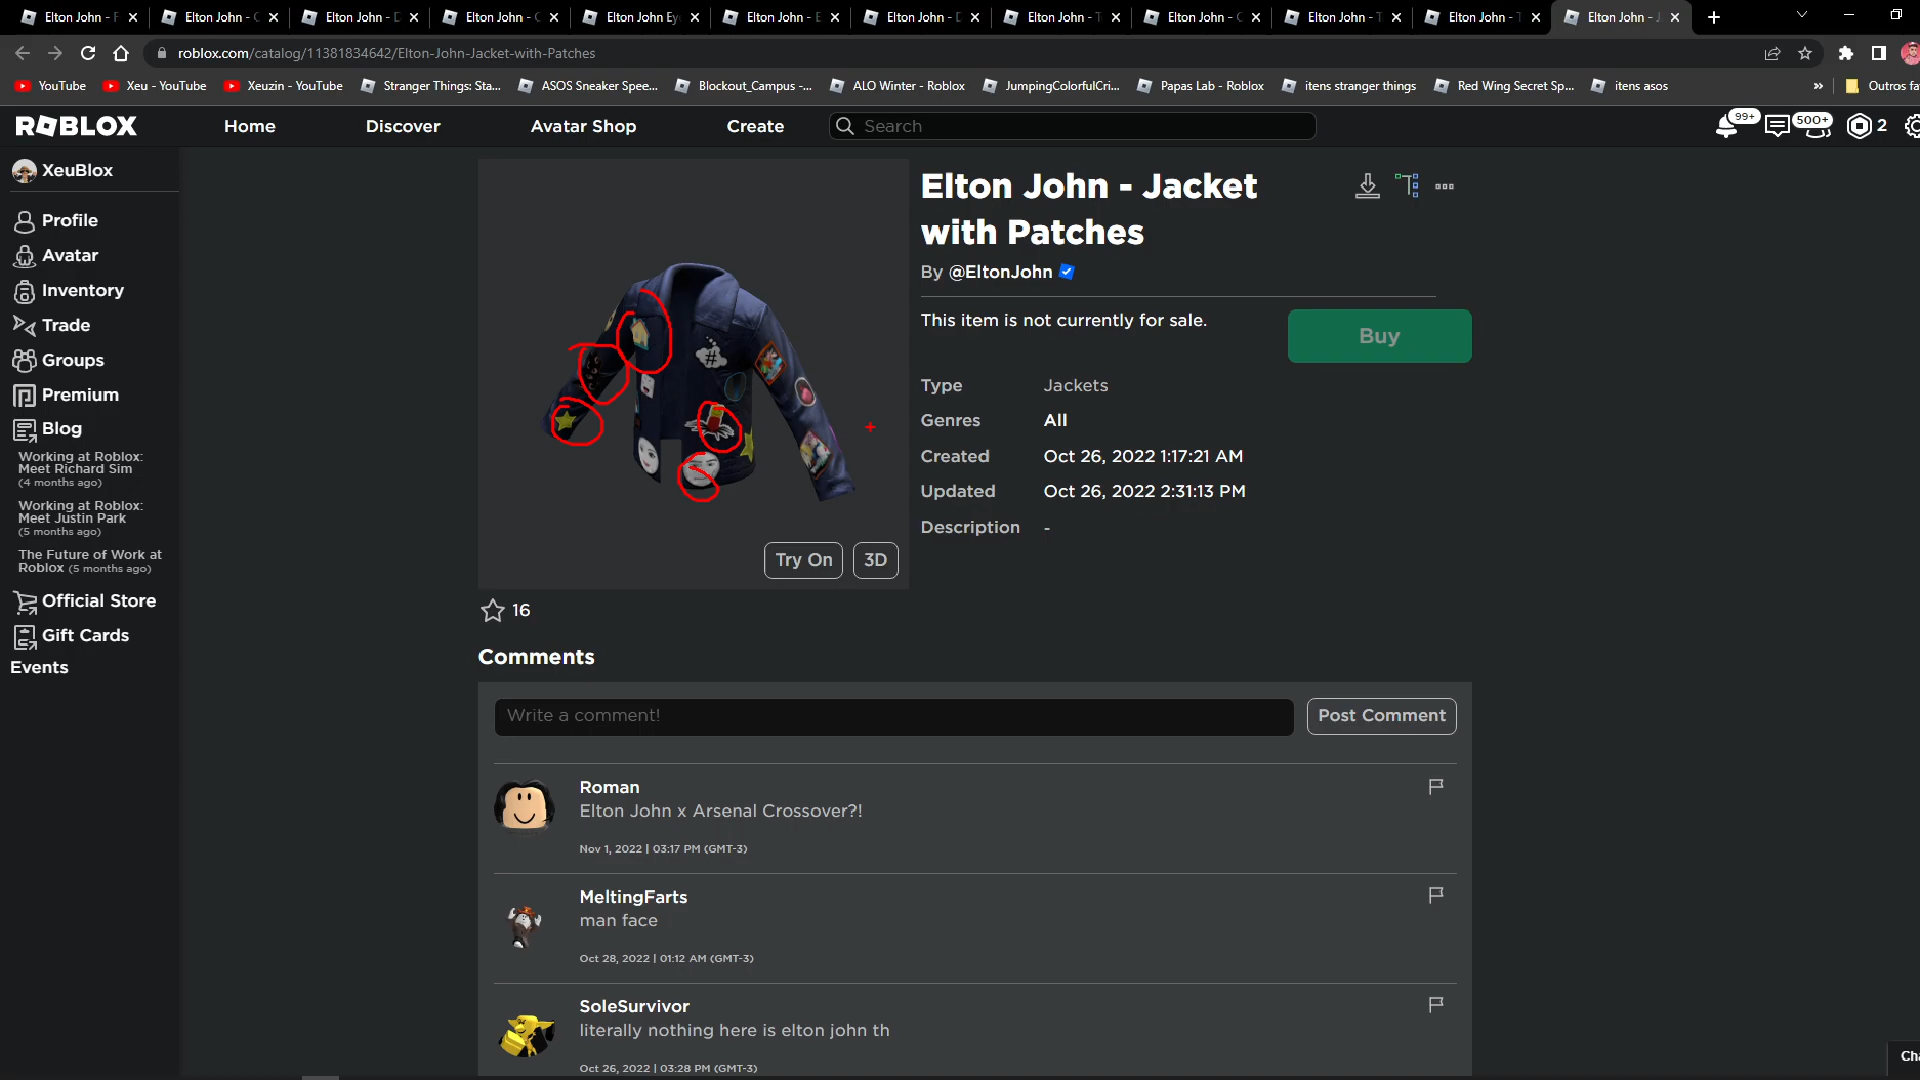 Elton John - F
Elton John - C
Elton John - D
Elton John - C
Elton John Ey
Elton John - E
Elton John - D
Elton John - T
Elton John - C
Elton John - T
Elton John - T
Elton John - J
roblox.com/catalog/11381834642/Elton-John-Jacket-with-Patches
YouTube
Xeu - YouTube
Xeuzin - YouTube
Stranger Things: Sta...
ASOS Sneaker Spee...
Blockout_Campus -...
ALO Winter - Roblox
JumpingColorfulCri...
Papas Lab - Roblox
itens stranger things
Red Wing Secret Sp...
itens asos
»
Outros fa
ROBLOX
Home
Discover
Avatar Shop
Create
Search
99+
500+
2
XeuBlox
Profile
Avatar
Inventory
Trade
Groups
Premium
Blog
Working at Roblox:
Meet Richard Sim
(4 months ago)
Working at Roblox:
Meet Justin Park
(5 months ago)
The Future of Work at
Roblox (5 months ago)
Official Store
Gift Cards
Events
#
Try On
3D
16
Elton John - Jacket
with Patches
By @EltonJohn
This item is not currently for sale.
Buy
Type Jackets
Genres All
Created Oct 26, 2022 1:17:21 AM
Updated Oct 26, 2022 2:31:13 PM
Description -
Comments
Write a comment!
Post Comment
Roman
Elton John x Arsenal Crossover?!
Nov 1, 2022 | 03:17 PM (GMT-3)
MeltingFarts
man face
Oct 28, 2022 | 01:12 AM (GMT-3)
SoleSurvivor
literally nothing here is elton john th
Oct 26, 2022 | 03:28 PM (GMT-3)
Cha